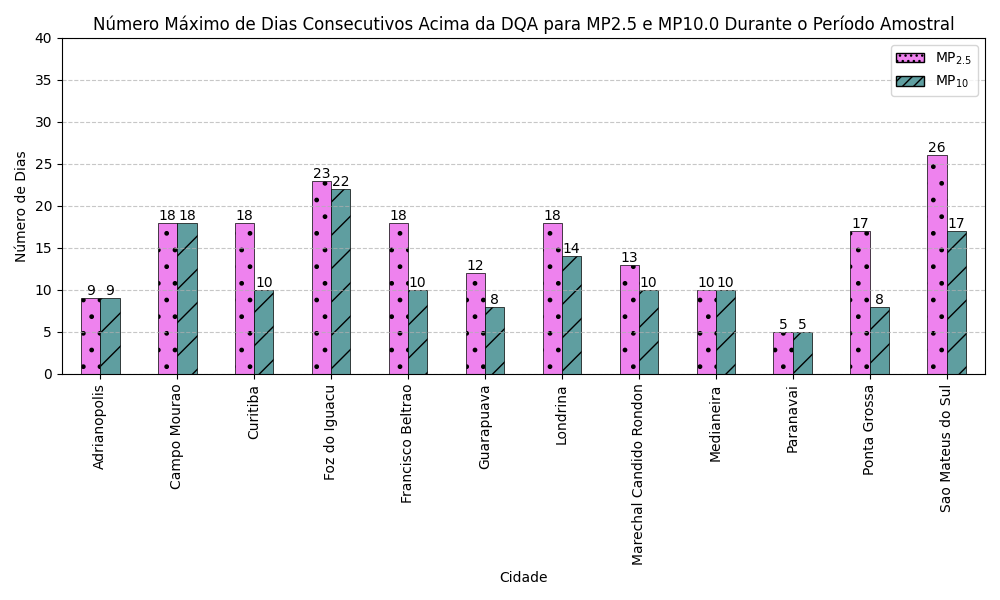 Número Máximo de Dias Consecutivos Acima da DQA para MP2.5 e MP10.0 Durante o Período Amostral
Número de Dias
40
35
30
25
20
15
10
5
0
MP2.5
MP10
9 9
18 18
18 10
23 22
18 10
12 8
18 14
13 10
10 10
5 5
17 8
26 17
Adrianopolis
Campo Mourao
Curitiba
Foz do Iguacu
Francisco Beltrao
Guarapuava
Londrina
Marechal Candido Rondon
Medianeira
Paranavai
Ponta Grossa
Sao Mateus do Sul
Cidade